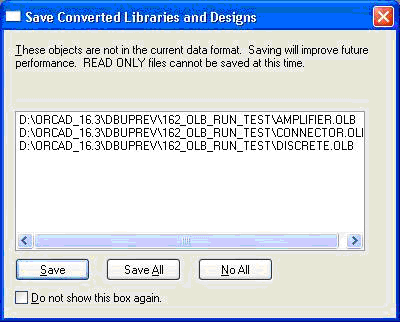 Save Converted Libraries and Designs
These objects are not in the current data format. Saving will improve future
performance. READ ONLY files cannot be saved at this time.
D:\ORCAD_16.3\DBUPREV\162_OLB_RUN_TEST\AMPLIFIER.OLB
D:\ORCAD_16.3\DBUPREV\162_OLB_RUN_TEST\CONNECTOR.OLI
D:\ORCAD_16.3\DBUPREV\162_OLB_RUN_TEST\DISCRETE.OLB
Save Save All No All
Do not show this box again.